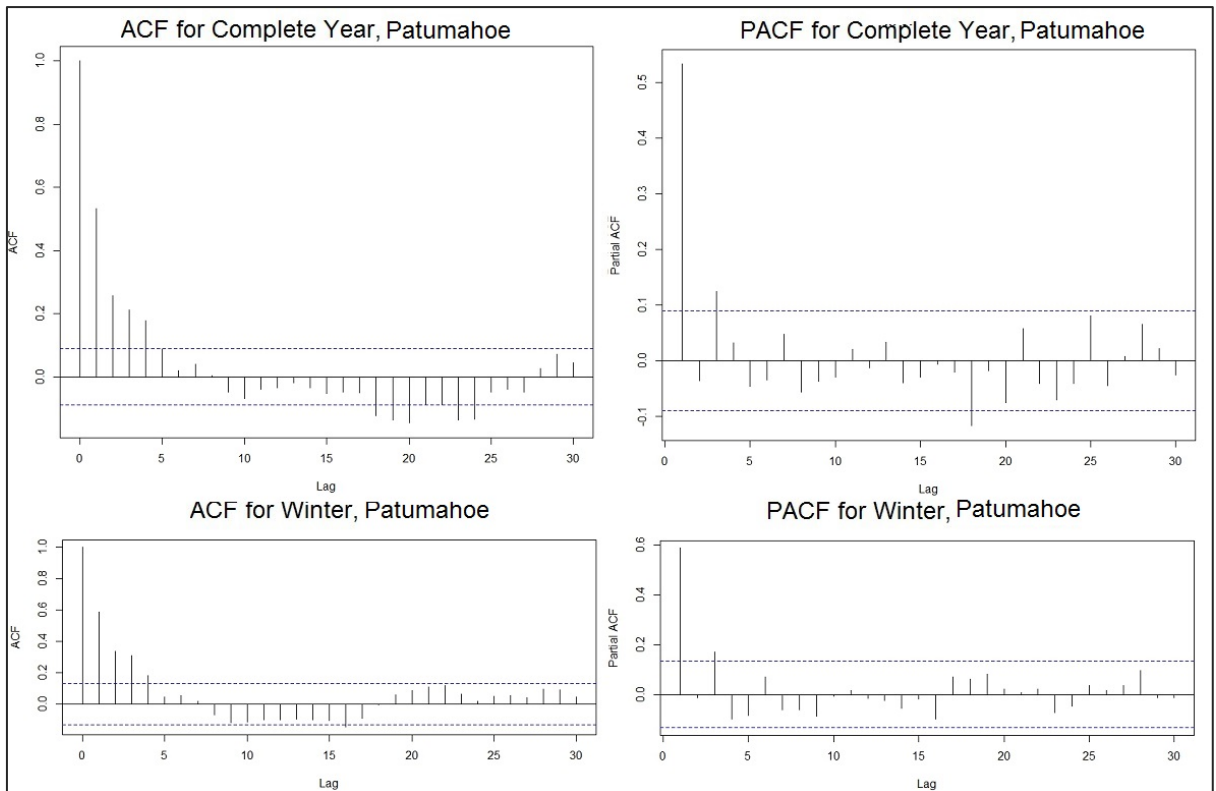 ACF for Complete Year, Patumahoe
ACF
1.0
0.8
0.6
0.4
0.2
0.0
0 5 10 15 20 25 30
Lag
PACF for Complete Year, Patumahoe
Partial ACF
0.5
0.4
0.3
0.2
0.1
0.0
-0.1
0 5 10 15 20 25 30
Lag
ACF for Winter, Patumahoe
ACF
1.0
0.8
0.6
0.4
0.2
0.0
0 5 10 15 20 25 30
Lag
PACF for Winter, Patumahoe
Partial ACF
0.6
0.4
0.2
0.0
0 5 10 15 20 25 30
Lag